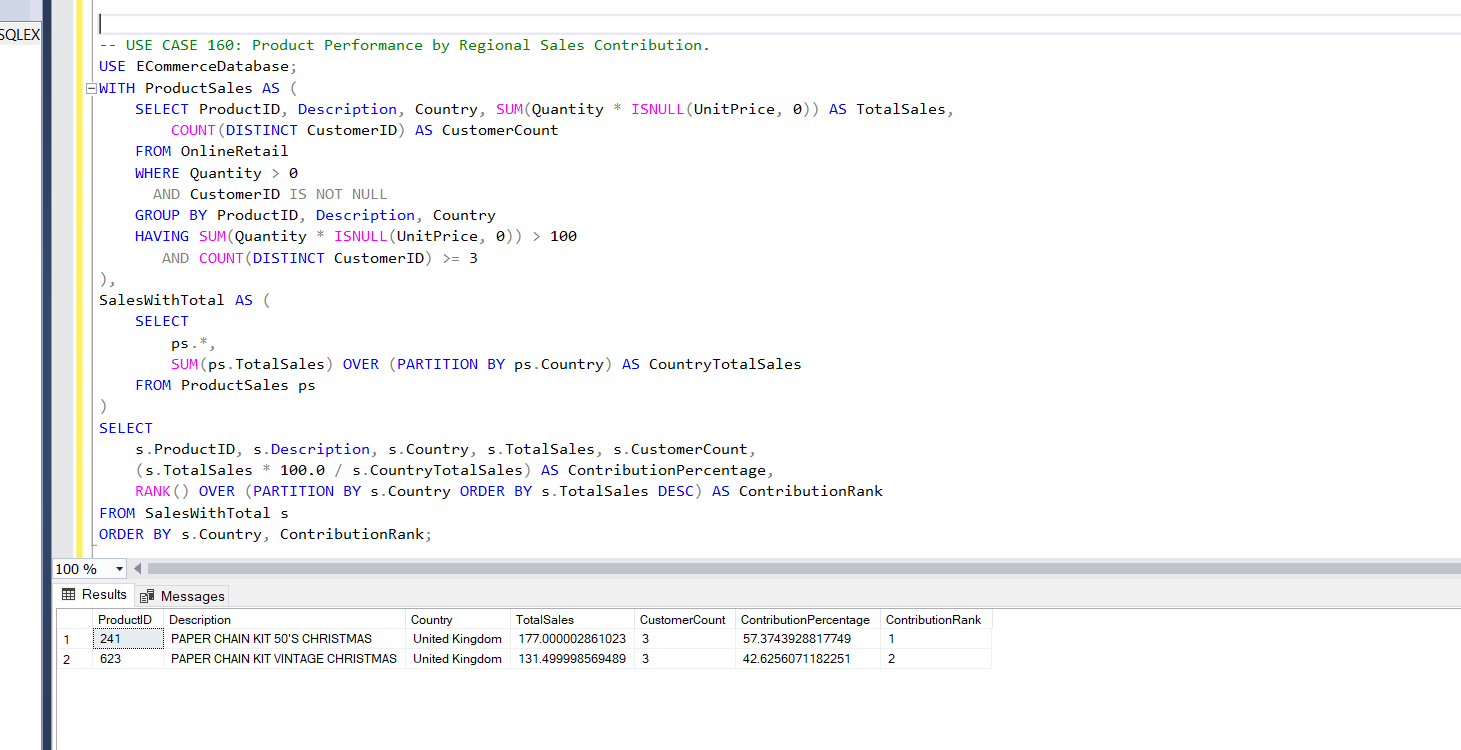 SQLEX
-- USE CASE 160: Product Performance by Regional Sales Contribution.
USE ECommerceDatabase;
WITH ProductSales AS (
    SELECT ProductID, Description, Country, SUM(Quantity * ISNULL(UnitPrice, 0)) AS TotalSales,
        COUNT(DISTINCT CustomerID) AS CustomerCount
    FROM OnlineRetail
    WHERE Quantity > 0
      AND CustomerID IS NOT NULL
    GROUP BY ProductID, Description, Country
    HAVING SUM(Quantity * ISNULL(UnitPrice, 0)) > 100
       AND COUNT(DISTINCT CustomerID) >= 3
),
SalesWithTotal AS (
    SELECT
        ps.*,
        SUM(ps.TotalSales) OVER (PARTITION BY ps.Country) AS CountryTotalSales
    FROM ProductSales ps
)
SELECT
    s.ProductID, s.Description, s.Country, s.TotalSales, s.CustomerCount,
    (s.TotalSales * 100.0 / s.CountryTotalSales) AS ContributionPercentage,
    RANK() OVER (PARTITION BY s.Country ORDER BY s.TotalSales DESC) AS ContributionRank
FROM SalesWithTotal s
ORDER BY s.Country, ContributionRank;
100 %
Results Messages
ProductID Description Country TotalSales CustomerCount ContributionPercentage ContributionRank
1 241 PAPER CHAIN KIT 50'S CHRISTMAS United Kingdom 177.000002861023 3 57.3743928817749 1
2 623 PAPER CHAIN KIT VINTAGE CHRISTMAS United Kingdom 131.499998569489 3 42.6256071182251 2